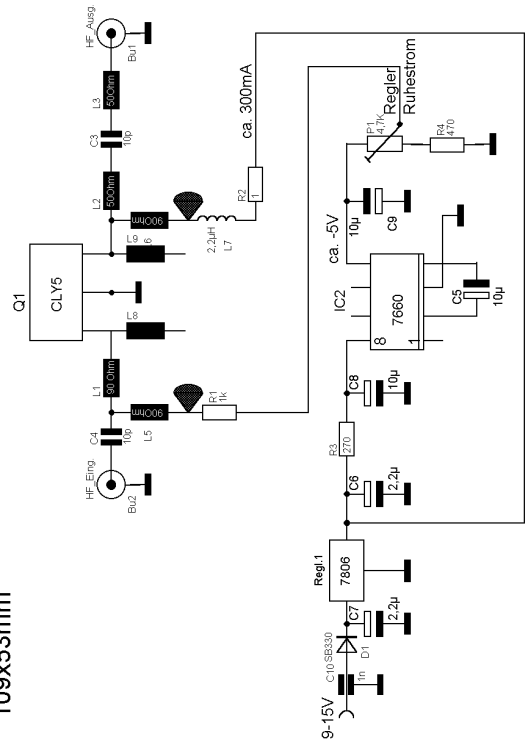 109x53mm
HF_Eing.
Bu2
C4
10p
L1
90 Ohm
L5
90Ohm
R1
1k
Q1
CLY5
L8
L9
L6
90Ohm
2,2µH
L7
L2
50Ohm
C3
10p
L3
50Ohm
HF_Ausg.
Bu1
R2
1
ca. 300mA
9-15V
C10
1n
SB330
D1
C7
2,2µ
Regl.1
7806
C6
2,2µ
R3
270
C8
10µ
IC2
7660
8
1
C5
10µ
ca. -5V
10µ
C9
P1
4,7K
Regler
Ruhestrom
R4
470